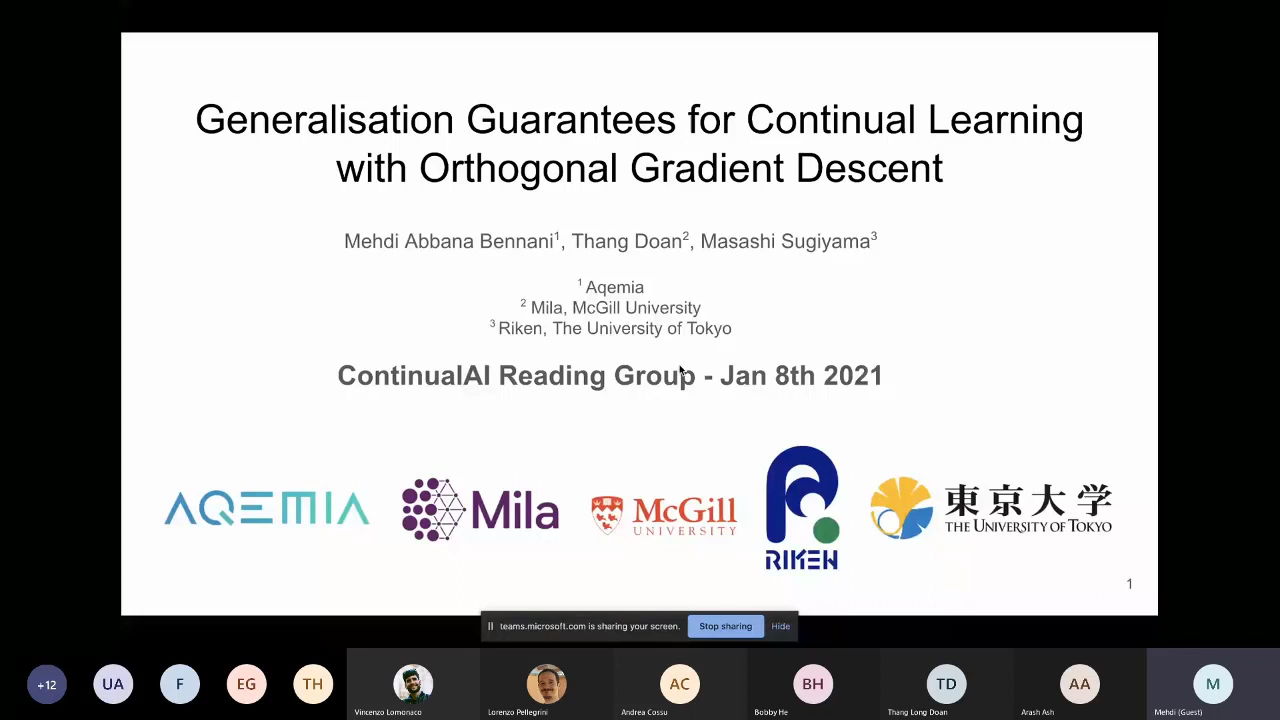 Generalisation Guarantees for Continual Learning
with Orthogonal Gradient Descent
Mehdi Abbana Bennani1, Thang Doan2, Masashi Sugiyama3
1 Aqemia
2 Mila, McGill University
3 Riken, The University of Tokyo
ContinualAI Reading Group - Jan 8th 2021
AQEMIA
Mila
McGill
UNIVERSITY
RIKEN
東京大学
THE UNIVERSITY OF TOKYO
1
teams.microsoft.com is sharing your screen. Stop sharing Hide
+12 UA F EG TH AC BH TD AA M
Vincenzo Lomonaco Lorenzo Pellegrini Andrea Cossu Bobby He Thang Long Doan Arash Ash Mehdi (Guest)